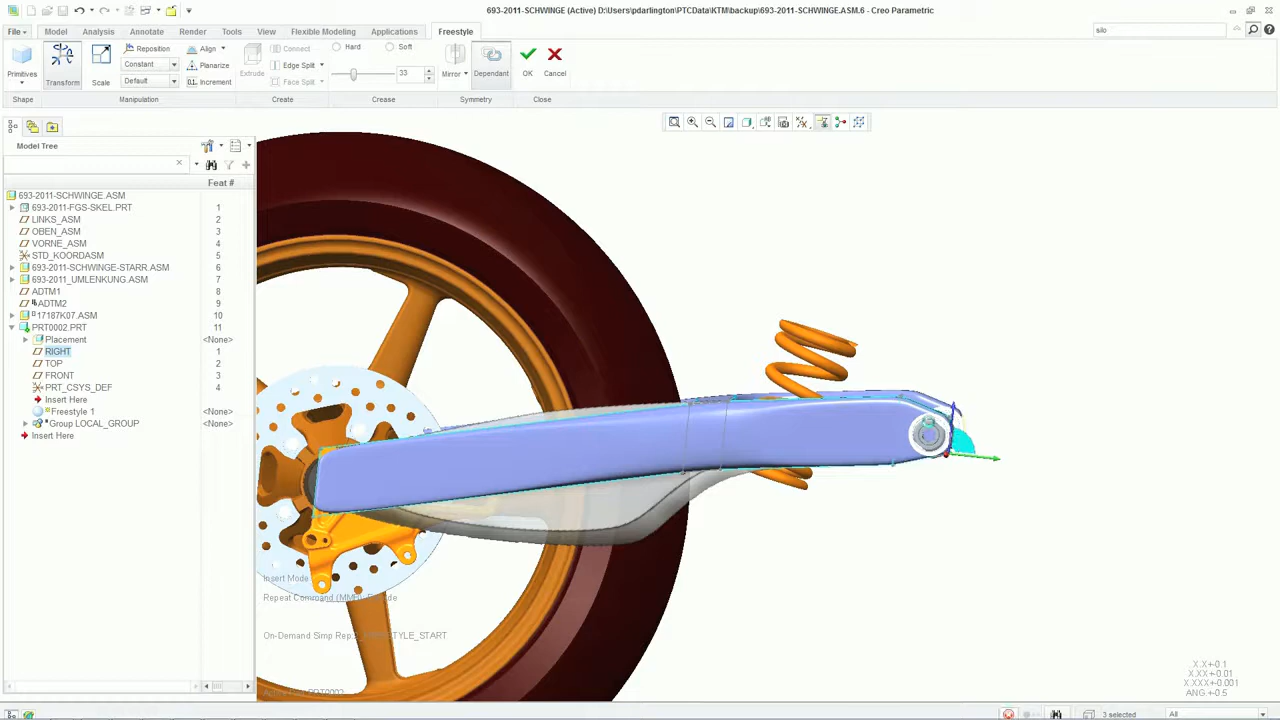 693-2011-SCHWINGE (Active) D:\Users\pdarlington\PTCData\KTM\backup\693-2011-SCHWINGE.ASM.6 - Creo Parametric
File Model Analysis Annotate Render Tools View Flexible Modeling Applications Freestyle
silo
Primitives
Transform
Scale
Reposition
Constant
Default
Align
Planarize
Increment
Extrude
Connect
Edge Split
Face Split
Hard Soft
33
Mirror
Dependant
OK
Cancel
Shape Manipulation Create Crease Symmetry Close
Model Tree
Feat #
693-2011-SCHWINGE.ASM
693-2011-FGS-SKEL.PRT 1
LINKS_ASM 2
OBEN_ASM 3
VORNE_ASM 4
STD_KOORDASM 5
693-2011-SCHWINGE-STARR.ASM 6
693-2011_UMLENKUNG.ASM 7
ADTM1 8
ADTM2 9
17187K07.ASM 10
PRT0002.PRT 11
Placement <None>
RIGHT 1
TOP 2
FRONT 3
PRT_CSYS_DEF 4
Insert Here
Freestyle 1 <None>
Group LOCAL_GROUP <None>
Insert Here
Insert Mode
Repeat Command (MMB)
On-Demand Simp Rep:
X.X+-0.1
X.XX+-0.01
X.XXX+-0.001
ANG.+-0.5
3 selected
All